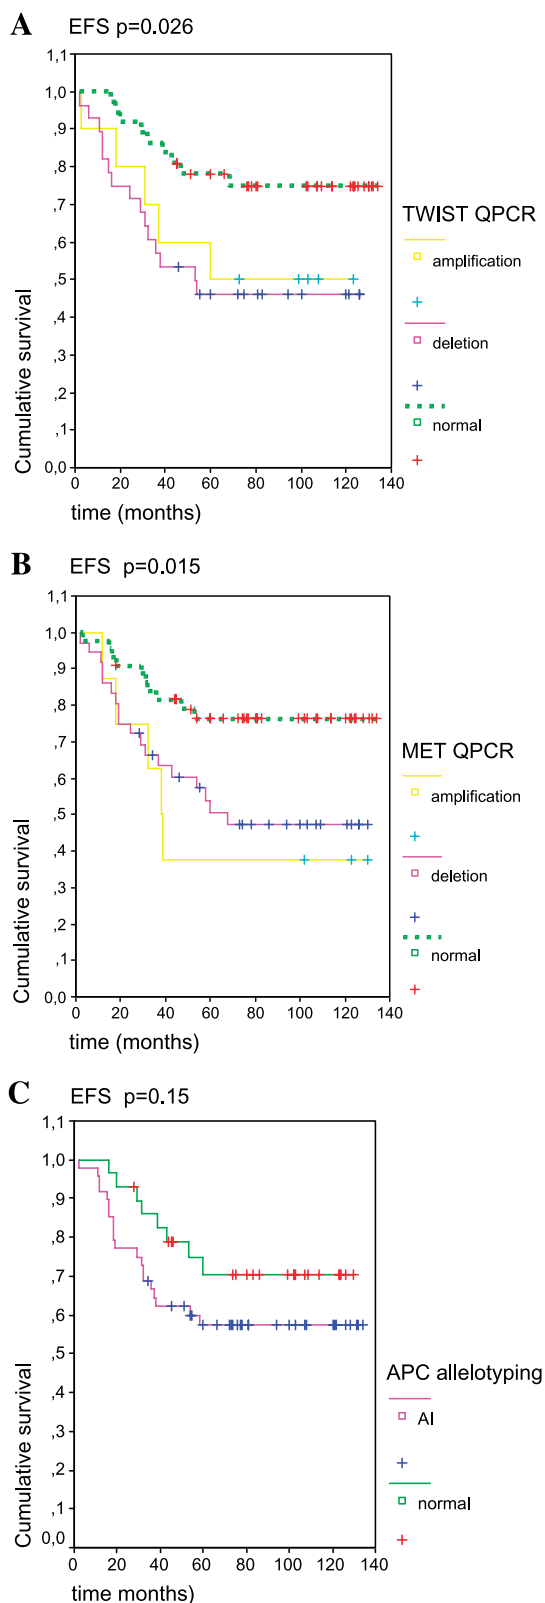 A EFS p=0.026
1,1
1,0
,9
,8
,7
,6
,5
,4
,3
,2
,1
0,0
Cumulative survival
0 20 40 60 80 100 120 140
time (months)
TWIST QPCR
amplification
deletion
normal
B EFS p=0.015
1,1
1,0
,9
,8
,7
,6
,5
,4
,3
,2
,1
0,0
Cumulative survival
0 20 40 60 80 100 120 140
time (months)
MET QPCR
amplification
deletion
normal
C EFS p=0.15
1,1
1,0
,9
,8
,7
,6
,5
,4
,3
,2
,1
0,0
Cumulative survival
0 20 40 60 80 100 120 140
time months)
APC allelotyping
AI
normal